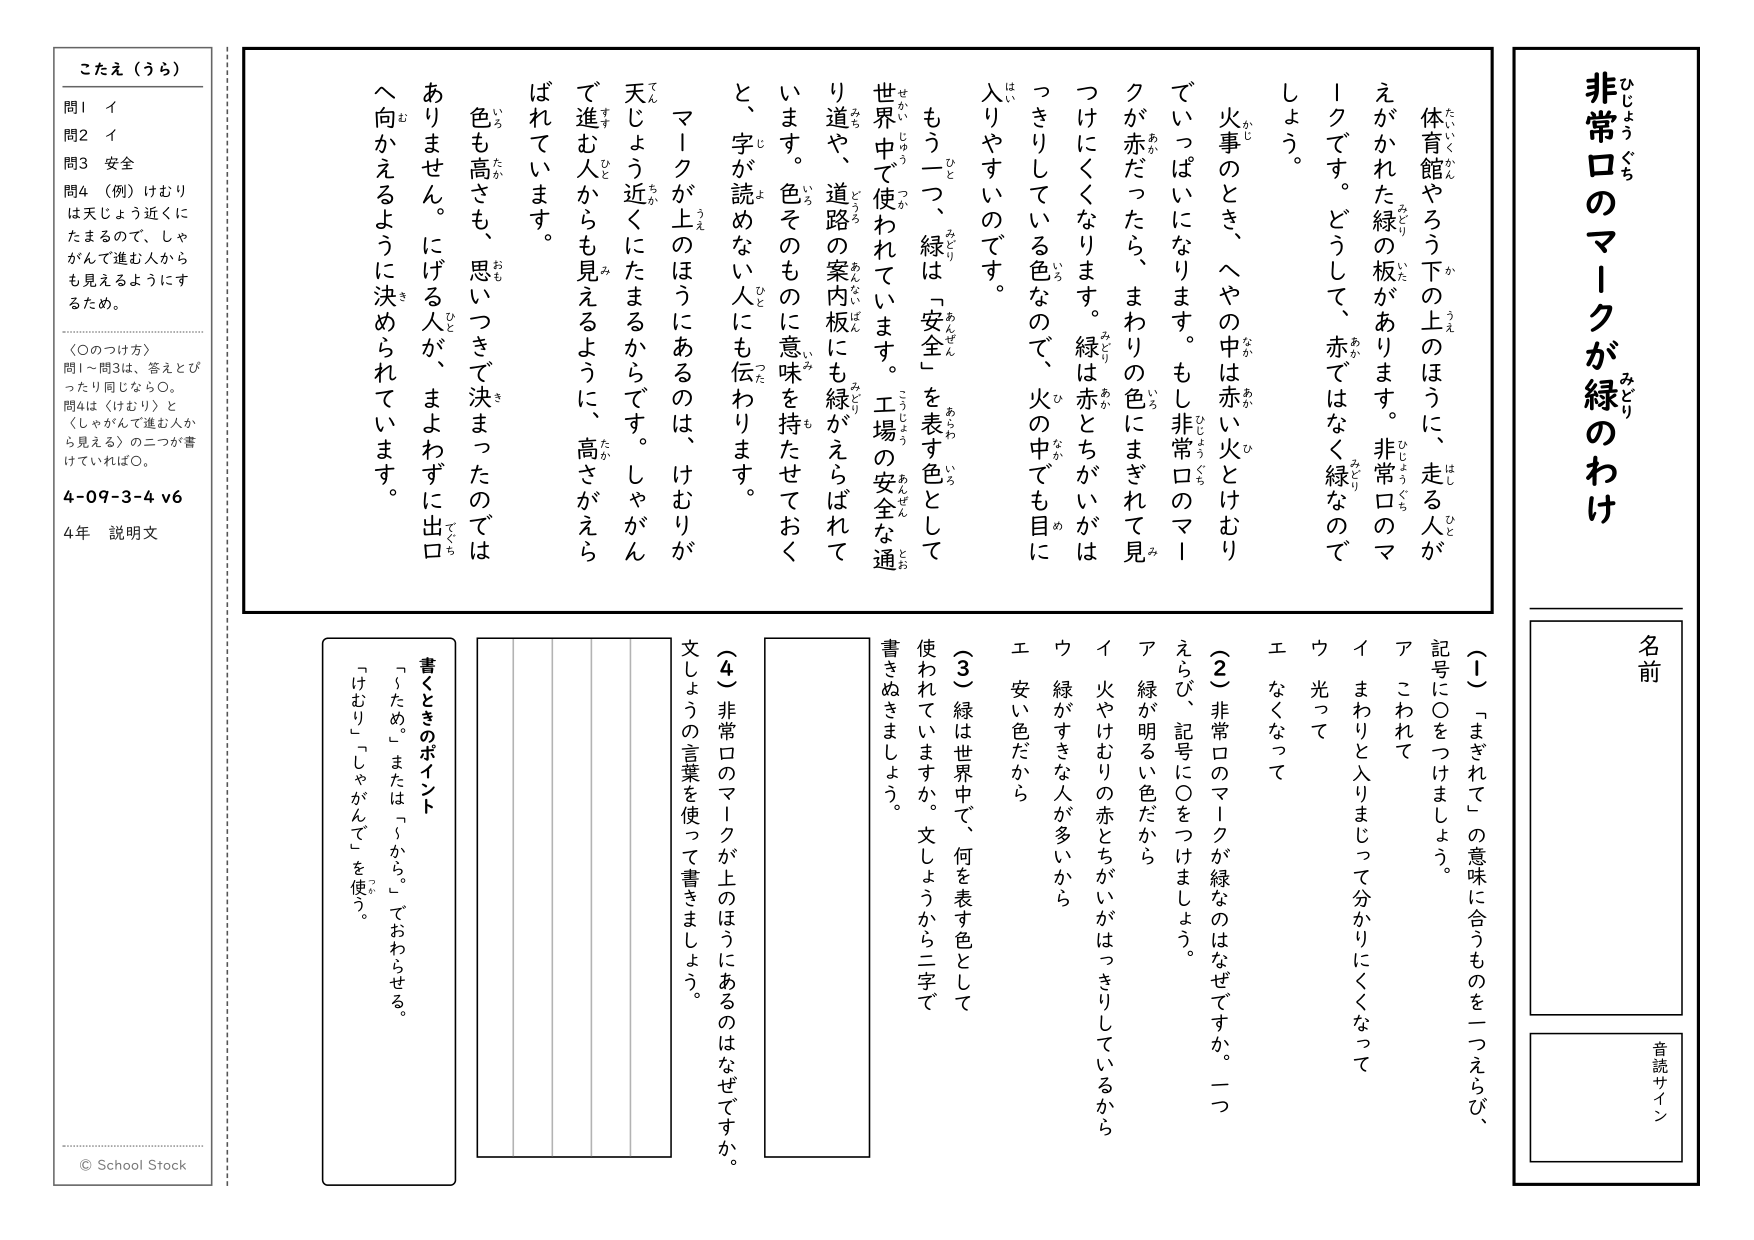 非常口のマークが緑のわけ
名前
音読サイン
体育館やろう下の上のほうに、走る人が
えがかれた緑の板があります。非常口のマ
ークです。どうして、赤ではなく緑なので
しょう。
火事のとき、へやの中は赤い火とけむり
でいっぱいになります。もし非常口のマー
クが赤だったら、まわりの色にまぎれて見
つけにくくなります。緑は赤とちがいがは
っきりしている色なので、火の中でも目に
入りやすいのです。
もう一つ、緑は「安全」を表す色として
世界中で使われています。工場の安全な通
り道や、道路の案内板にも緑がえらばれて
います。色そのものに意味を持たせておく
と、字が読めない人にも伝わります。
マークが上のほうにあるのは、けむりが
天じょう近くにたまるからです。しゃがん
で進む人からも見えるように、高さがえら
ばれています。
色も高さも、思いつきで決まったのでは
ありません。にげる人が、まよわずに出口
へ向かえるように決められています。
(1)「まぎれて」の意味に合うものを一つえらび、
記号に〇をつけましょう。
ア こわれて
イ まわりと入りまじって分かりにくくなって
ウ 光って
エ なくなって
(2)非常口のマークが緑なのはなぜですか。一つ
えらび、記号に〇をつけましょう。
ア 緑が明るい色だから
イ 火やけむりの赤とちがいがはっきりしているから
ウ 緑がすきな人が多いから
エ 安い色だから
(3)緑は世界中で、何を表す色として
使われていますか。文しょうから二字で
書きぬきましょう。
(4)非常口のマークが上のほうにあるのはなぜですか。
文しょうの言葉を使って書きましょう。
書くときのポイント
「〜ため。」または「〜から。」でおわらせる。
「けむり」「しゃがんで」を使う。
こたえ(うら)
問1 イ
問2 イ
問3 安全
問4 (例)けむり
は天じょう近くに
たまるので、しゃ
がんで進む人から
も見えるようにす
るため。
〈〇のつけ方〉
問1〜問3は、答えとぴ
ったり同じなら〇。
問4は〈けむり〉と
〈しゃがんで進む人か
ら見える〉の二つが書
けていれば〇。
4-09-3-4 v6
4年 説明文
© School Stock